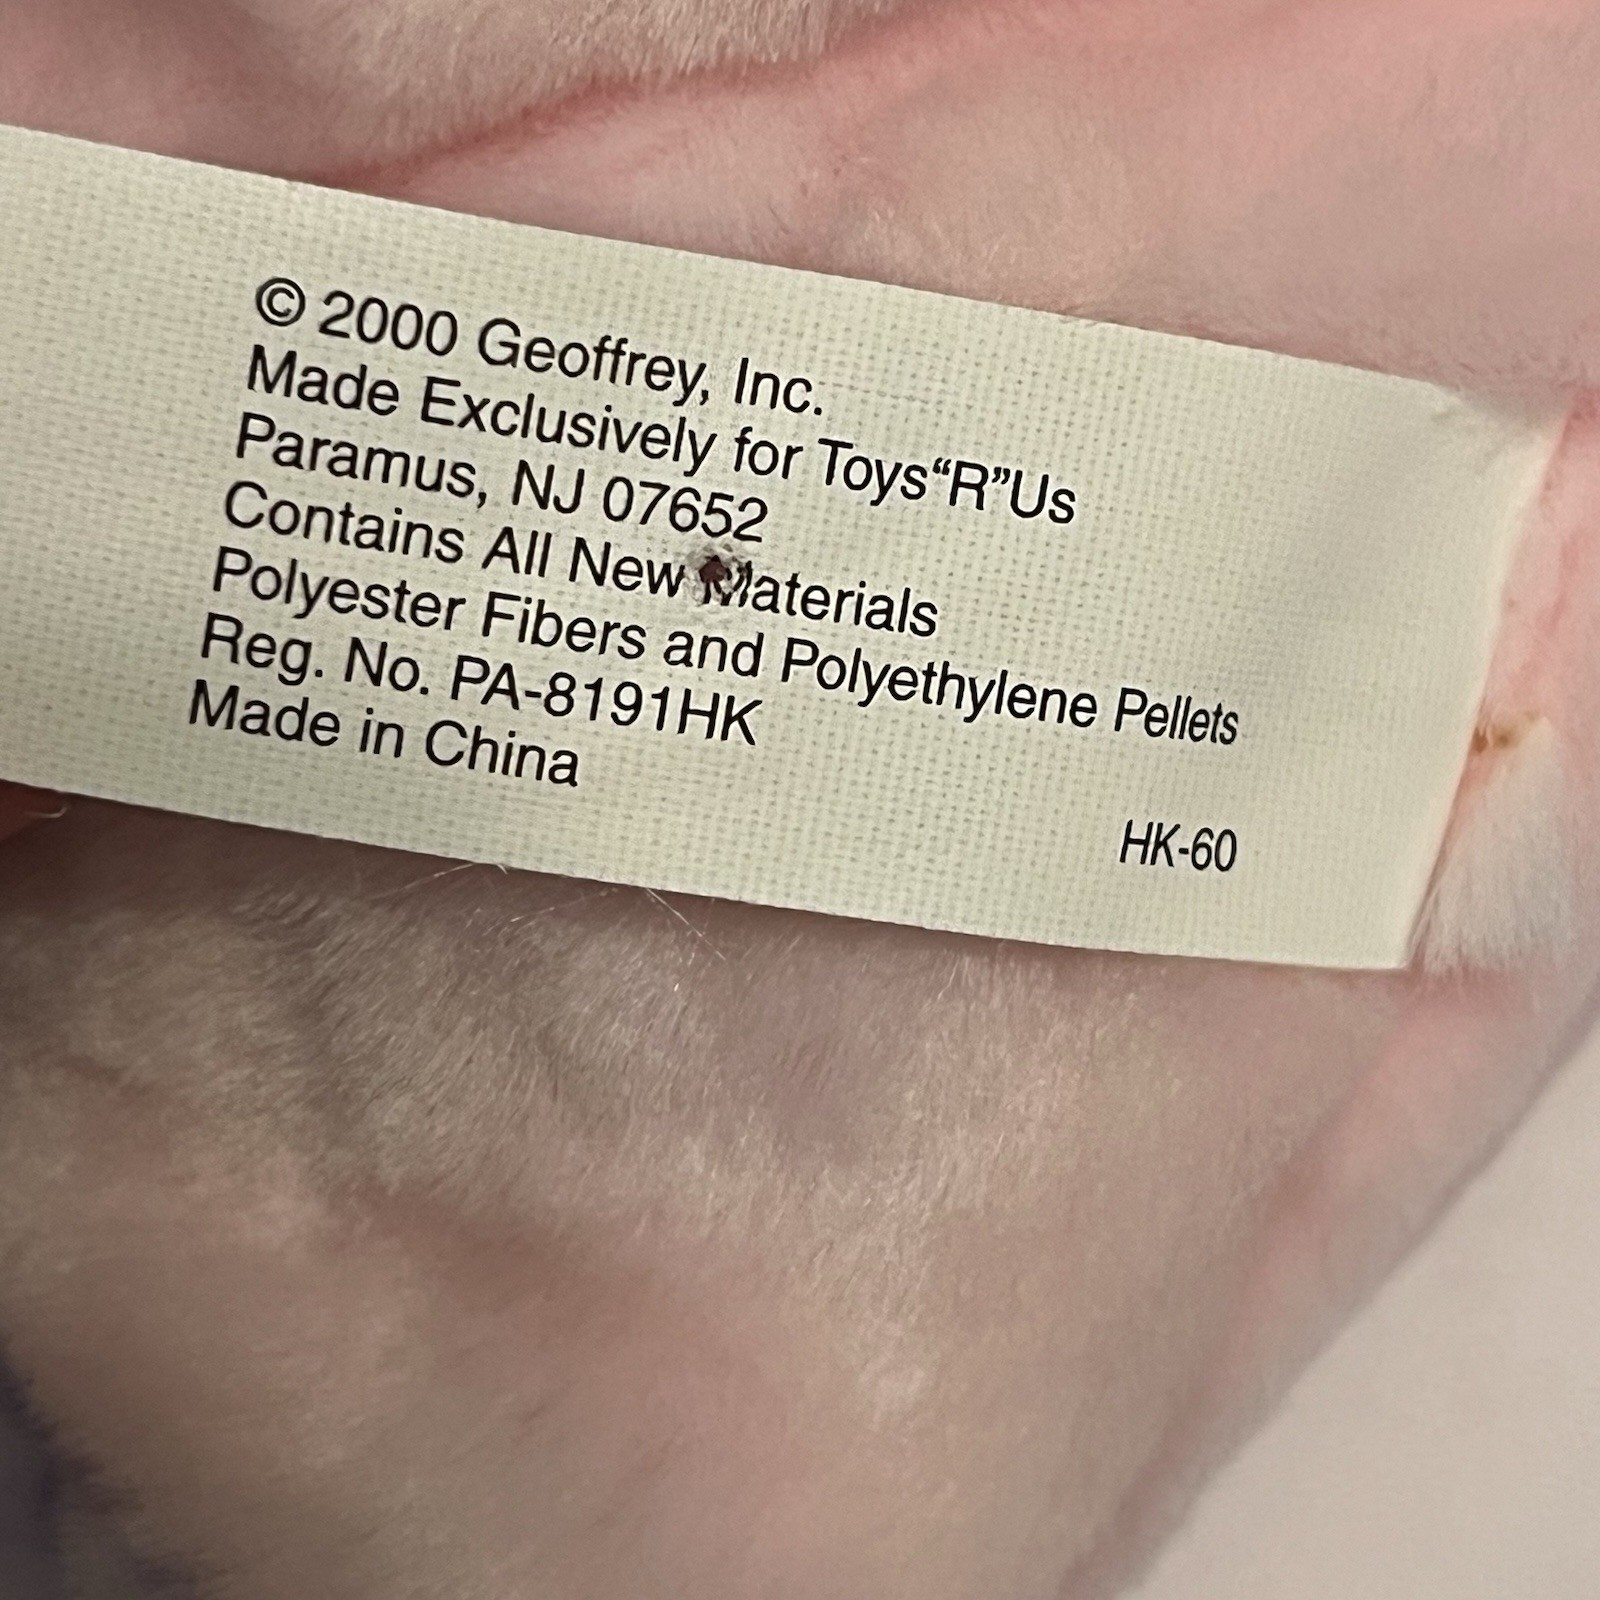 © 2000 Geoffrey, Inc.
Made Exclusively for Toys“R”Us
Paramus, NJ 07652
Contains All New Materials
Polyester Fibers and Polyethylene Pellets
Reg. No. PA-8191HK
Made in China
HK-60